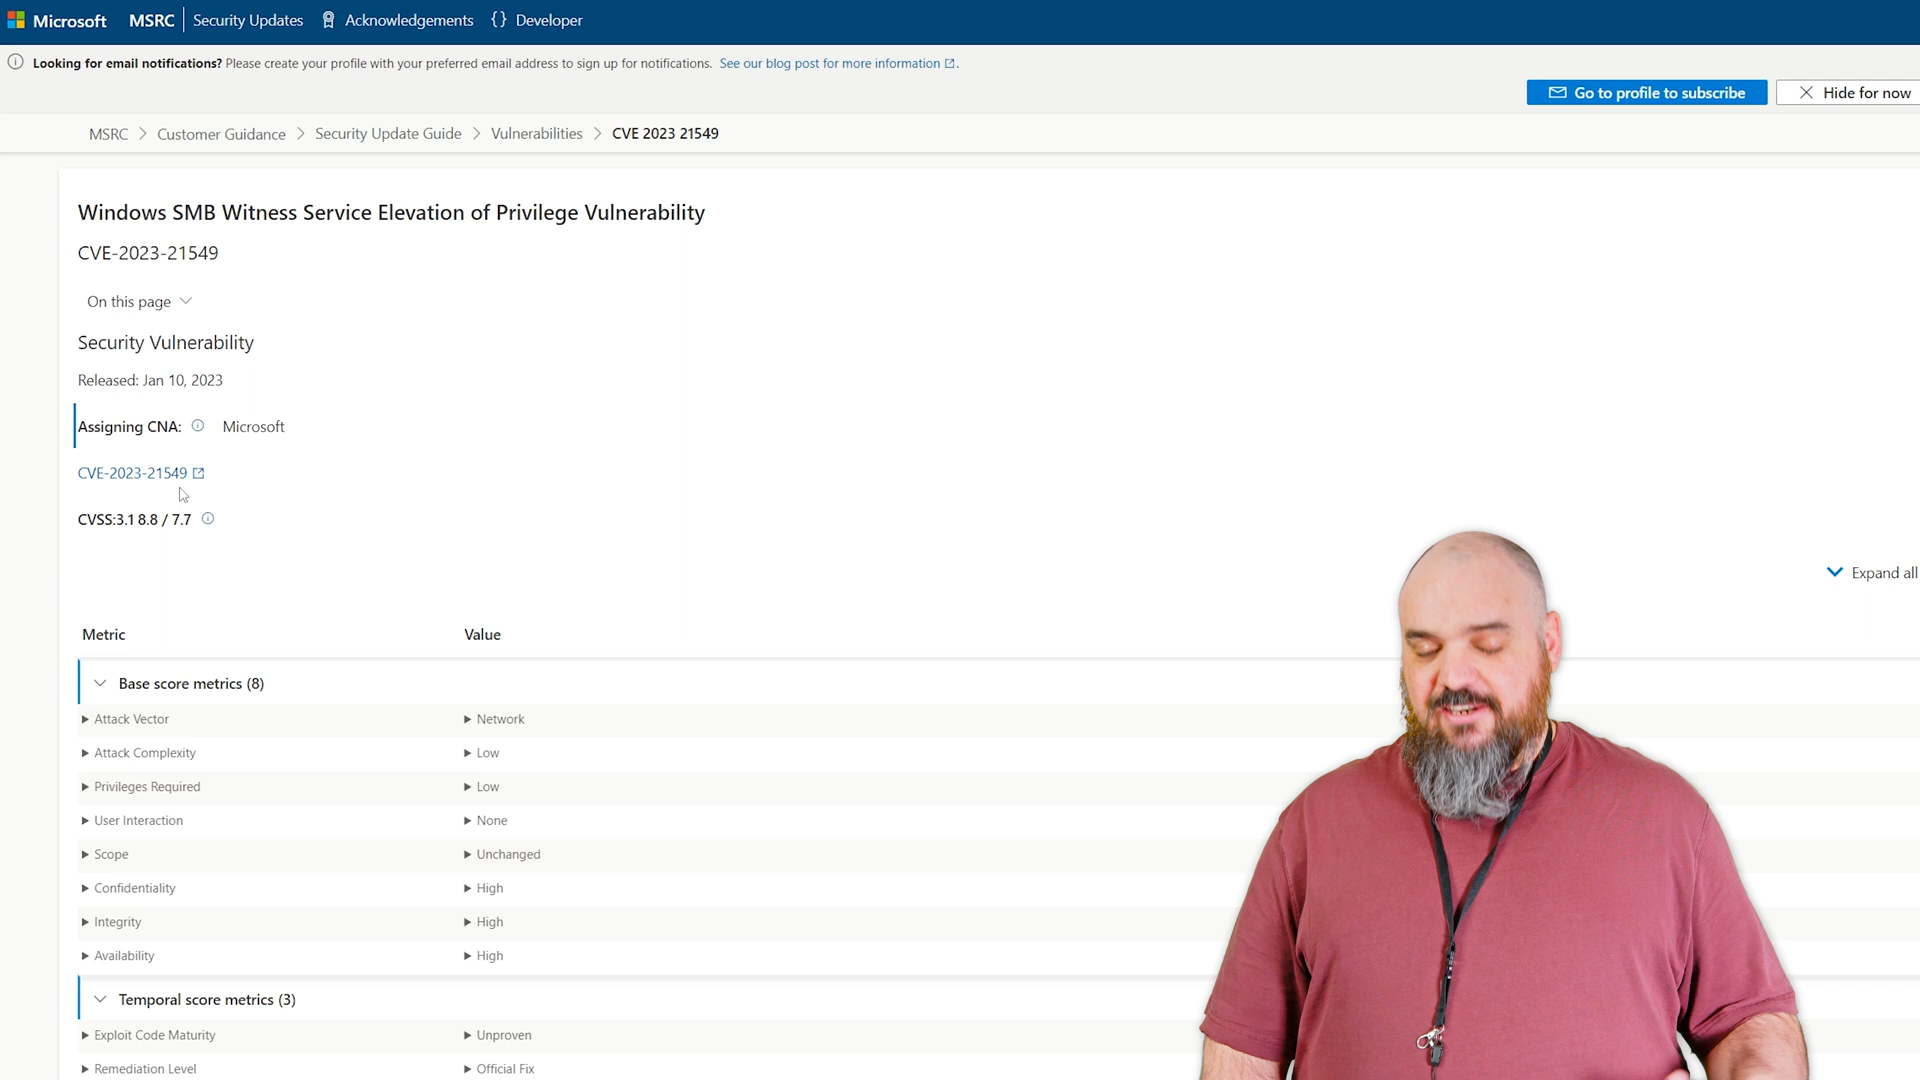 Microsoft MSRC Security Updates Acknowledgements {} Developer
Looking for email notifications? Please create your profile with your preferred email address to sign up for notifications. See our blog post for more information.
Go to profile to subscribe
Hide for now
MSRC > Customer Guidance > Security Update Guide > Vulnerabilities > CVE 2023 21549
Windows SMB Witness Service Elevation of Privilege Vulnerability
CVE-2023-21549
On this page
Security Vulnerability
Released: Jan 10, 2023
Assigning CNA: Microsoft
CVE-2023-21549
CVSS:3.1 8.8 / 7.7
Expand all
Metric Value
Base score metrics (8)
Attack Vector Network
Attack Complexity Low
Privileges Required Low
User Interaction None
Scope Unchanged
Confidentiality High
Integrity High
Availability High
Temporal score metrics (3)
Exploit Code Maturity Unproven
Remediation Level Official Fix